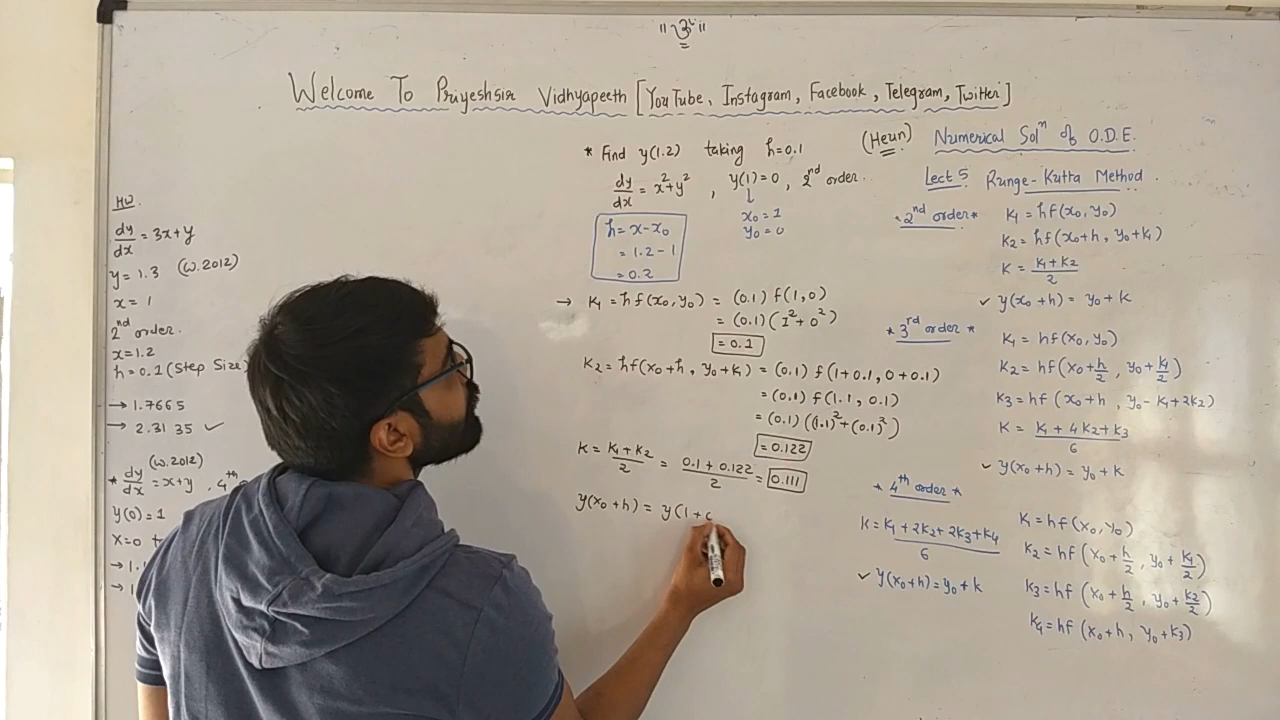 ॥ ॐ ॥
Welcome To Priyeshsir Vidhyapeeth [YouTube, Instagram, Facebook, Telegram, Twitter]
HW.
dy/dx = 3x+y
y = 1.3 (W.2012)
x = 1
2nd order.
x=1.2
h=0.1 (Step Size)
→ 1.7665
→ 2.3135 ✓
(W.2012)
* dy/dx = x+y , 4th
y(0)=1
x=0
→ 1.
→ 1
* Find y(1.2) taking h=0.1
dy/dx = x²+y² , y(1)=0 , 2nd order.
↓
x₀ = 1
y₀ = 0
h = x-x₀
= 1.2 - 1
= 0.2
→ K₁ = hf(x₀,y₀) = (0.1) f(1,0)
= (0.1) (1²+0²)
= 0.1
K₂ = hf(x₀+h, y₀+k₁) = (0.1) f(1+0.1, 0+0.1)
= (0.1) f(1.1, 0.1)
= (0.1) ((1.1)²+(0.1)²)
= 0.122
K = (K₁+K₂)/2 = (0.1+0.122)/2 = 0.111
y(x₀+h) = y(1+
(Heun) Numerical Solⁿ of O.D.E.
Lect 5 Runge-Kutta Method.
*2nd order* K₁ = hf(x₀,y₀)
K₂ = hf(x₀+h, y₀+k₁)
K = (K₁+K₂)/2
✓ y(x₀+h) = y₀+k
*3rd order* K₁ = hf(x₀,y₀)
K₂ = hf(x₀+h/2, y₀+k₁/2)
K₃ = hf(x₀+h, y₀-k₁+2k₂)
K = (K₁+4K₂+K₃)/6
✓ y(x₀+h) = y₀+k
*4th order*
K = (K₁+2K₂+2K₃+K₄)/6
✓ y(x₀+h) = y₀+k
K₁ = hf(x₀,y₀)
K₂ = hf(x₀+h/2, y₀+k₁/2)
K₃ = hf(x₀+h/2, y₀+k₂/2)
K₄ = hf(x₀+h, y₀+k₃)